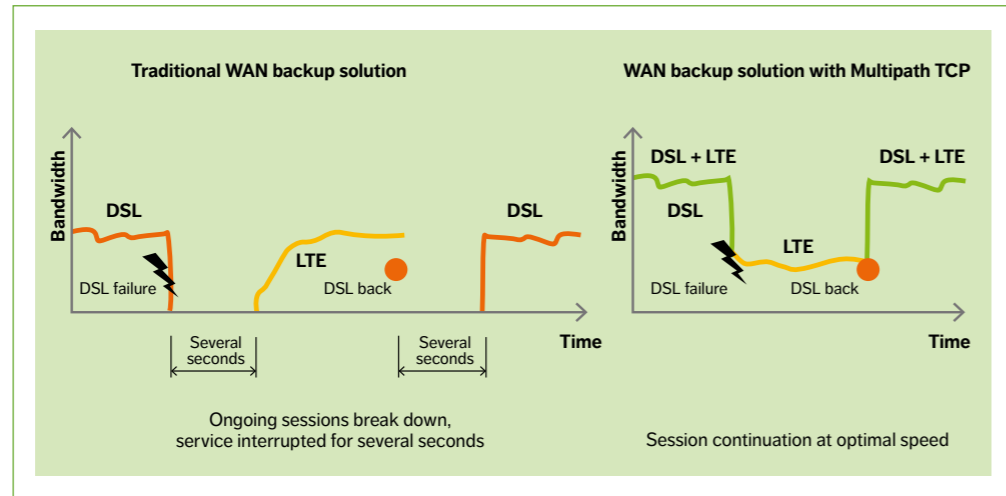 Traditional WAN backup solution
Bandwidth
DSL
DSL failure
LTE
DSL back
DSL
Time
Several
seconds
Several
seconds
Ongoing sessions break down,
service interrupted for several seconds
WAN backup solution with Multipath TCP
Bandwidth
DSL + LTE
DSL + LTE
DSL
LTE
DSL failure
DSL back
Time
Session continuation at optimal speed